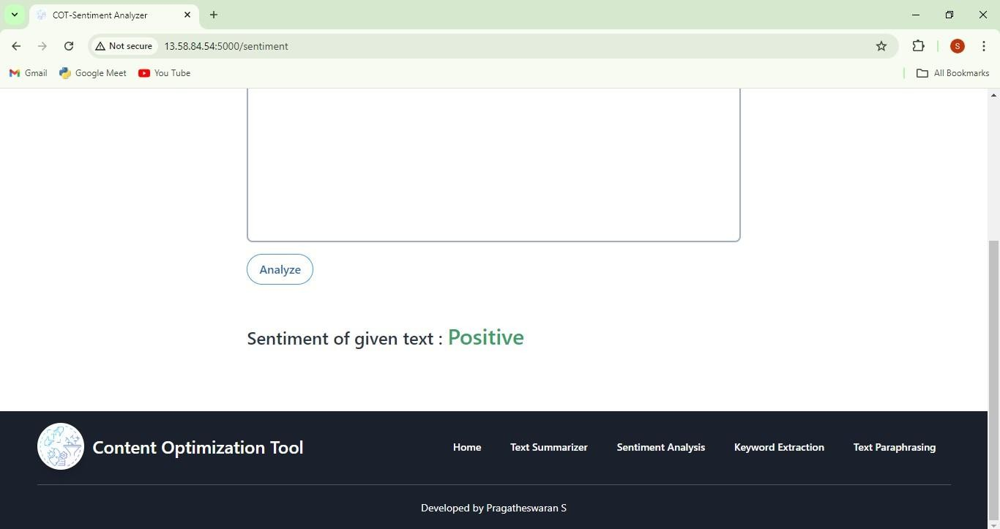 COT-Sentiment Analyzer
Not secure 13.58.84.54:5000/sentiment S
Gmail Google Meet You Tube All Bookmarks
Analyze
Sentiment of given text : Positive
Content Optimization Tool Home Text Summarizer Sentiment Analysis Keyword Extraction Text Paraphrasing
Developed by Pragatheswaran S